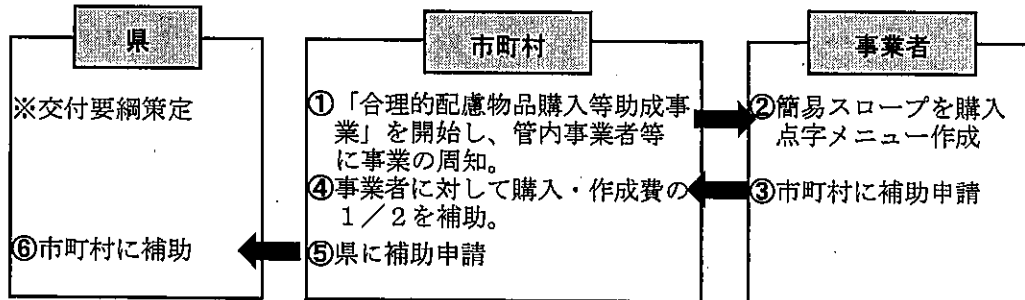 県
※交付要綱策定
⑥市町村に補助
市町村
①「合理的配慮物品購入等助成事
業」を開始し、管内事業者等
に事業の周知。
④事業者に対して購入・作成費の
1／2を補助。
⑤県に補助申請
事業者
②簡易スロープを購入
点字メニュー作成
③市町村に補助申請